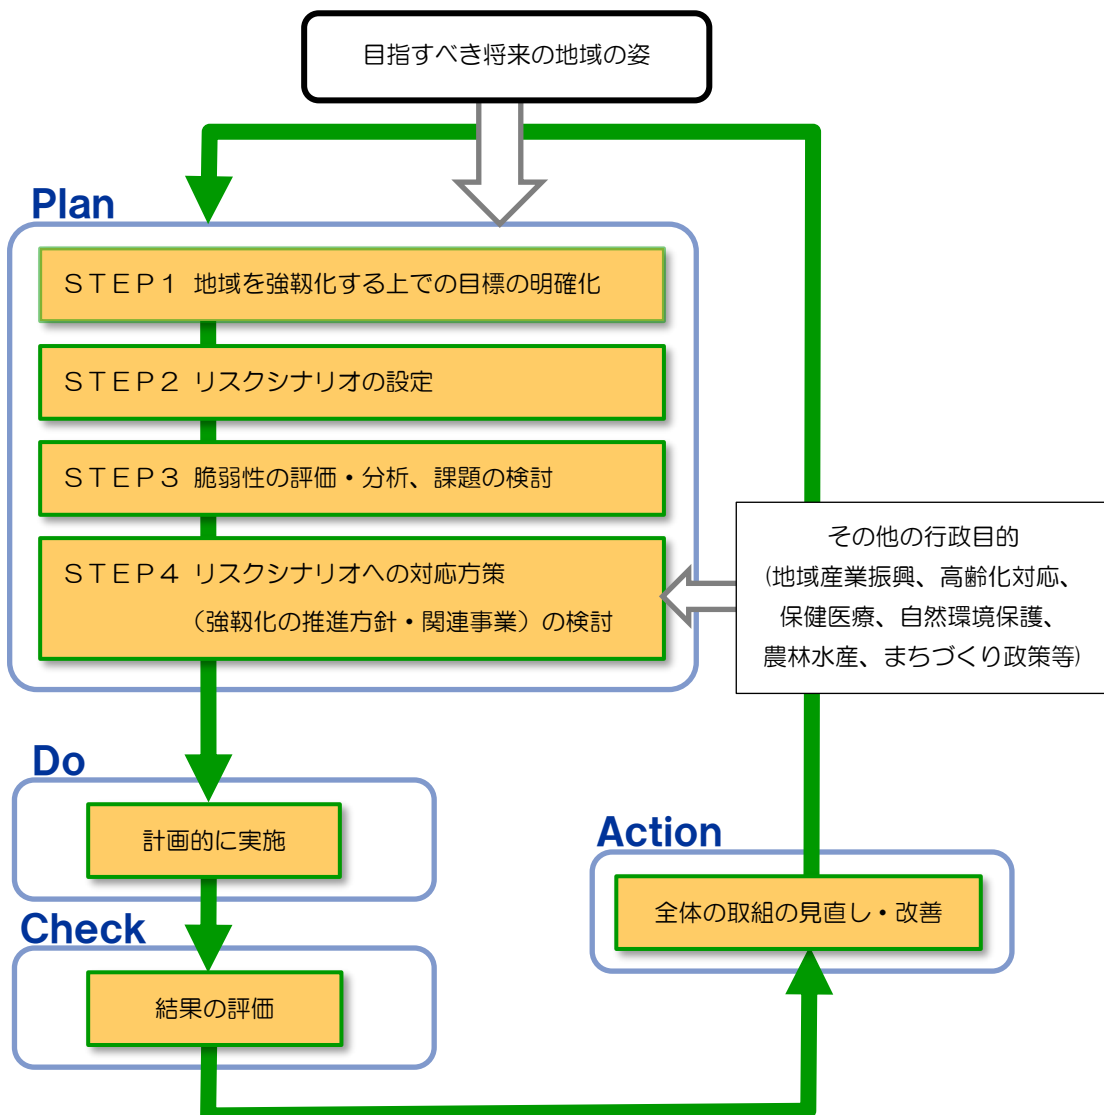 目指すべき将来の地域の姿
Plan
STEP1 地域を強靱化する上での目標の明確化
STEP2 リスクシナリオの設定
STEP3 脆弱性の評価・分析、課題の検討
STEP4 リスクシナリオへの対応方策
（強靱化の推進方針・関連事業）の検討
その他の行政目的
(地域産業振興、高齢化対応、
保健医療、自然環境保護、
農林水産、まちづくり政策等)
Do
計画的に実施
Check
結果の評価
Action
全体の取組の見直し・改善